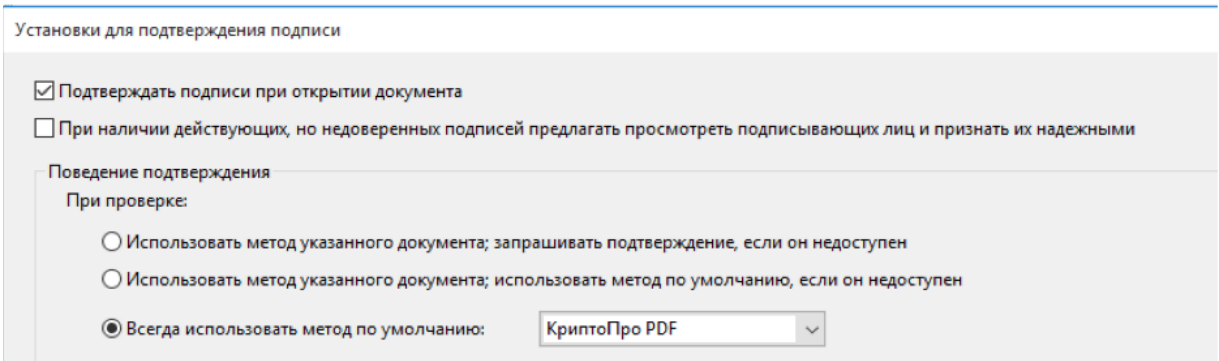 Установки для подтверждения подписи
Подтверждать подписи при открытии документа
При наличии действующих, но недоверенных подписей предлагать просмотреть подписывающих лиц и признать их надежными
Поведение подтверждения
При проверке:
Использовать метод указанного документа; запрашивать подтверждение, если он недоступен
Использовать метод указанного документа; использовать метод по умолчанию, если он недоступен
Всегда использовать метод по умолчанию: КриптоПро PDF